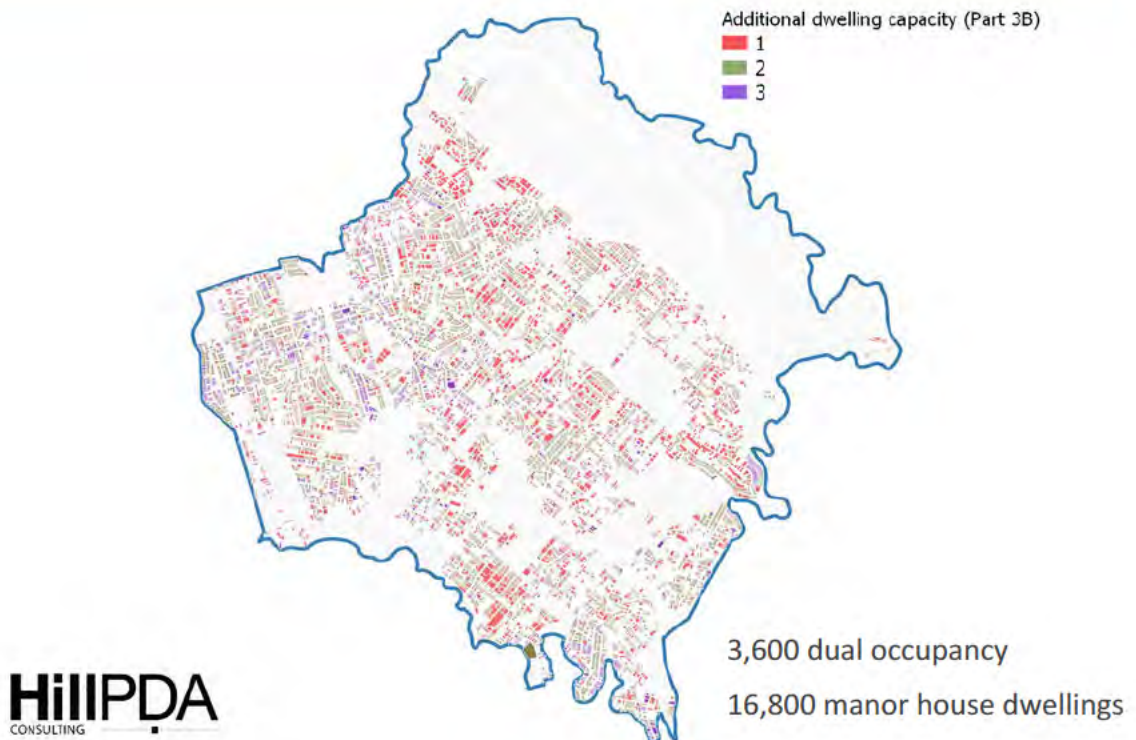 Additional dwelling capacity (Part 3B)
1
2
3
3,600 dual occupancy
16,800 manor house dwellings
HillPDA
CONSULTING